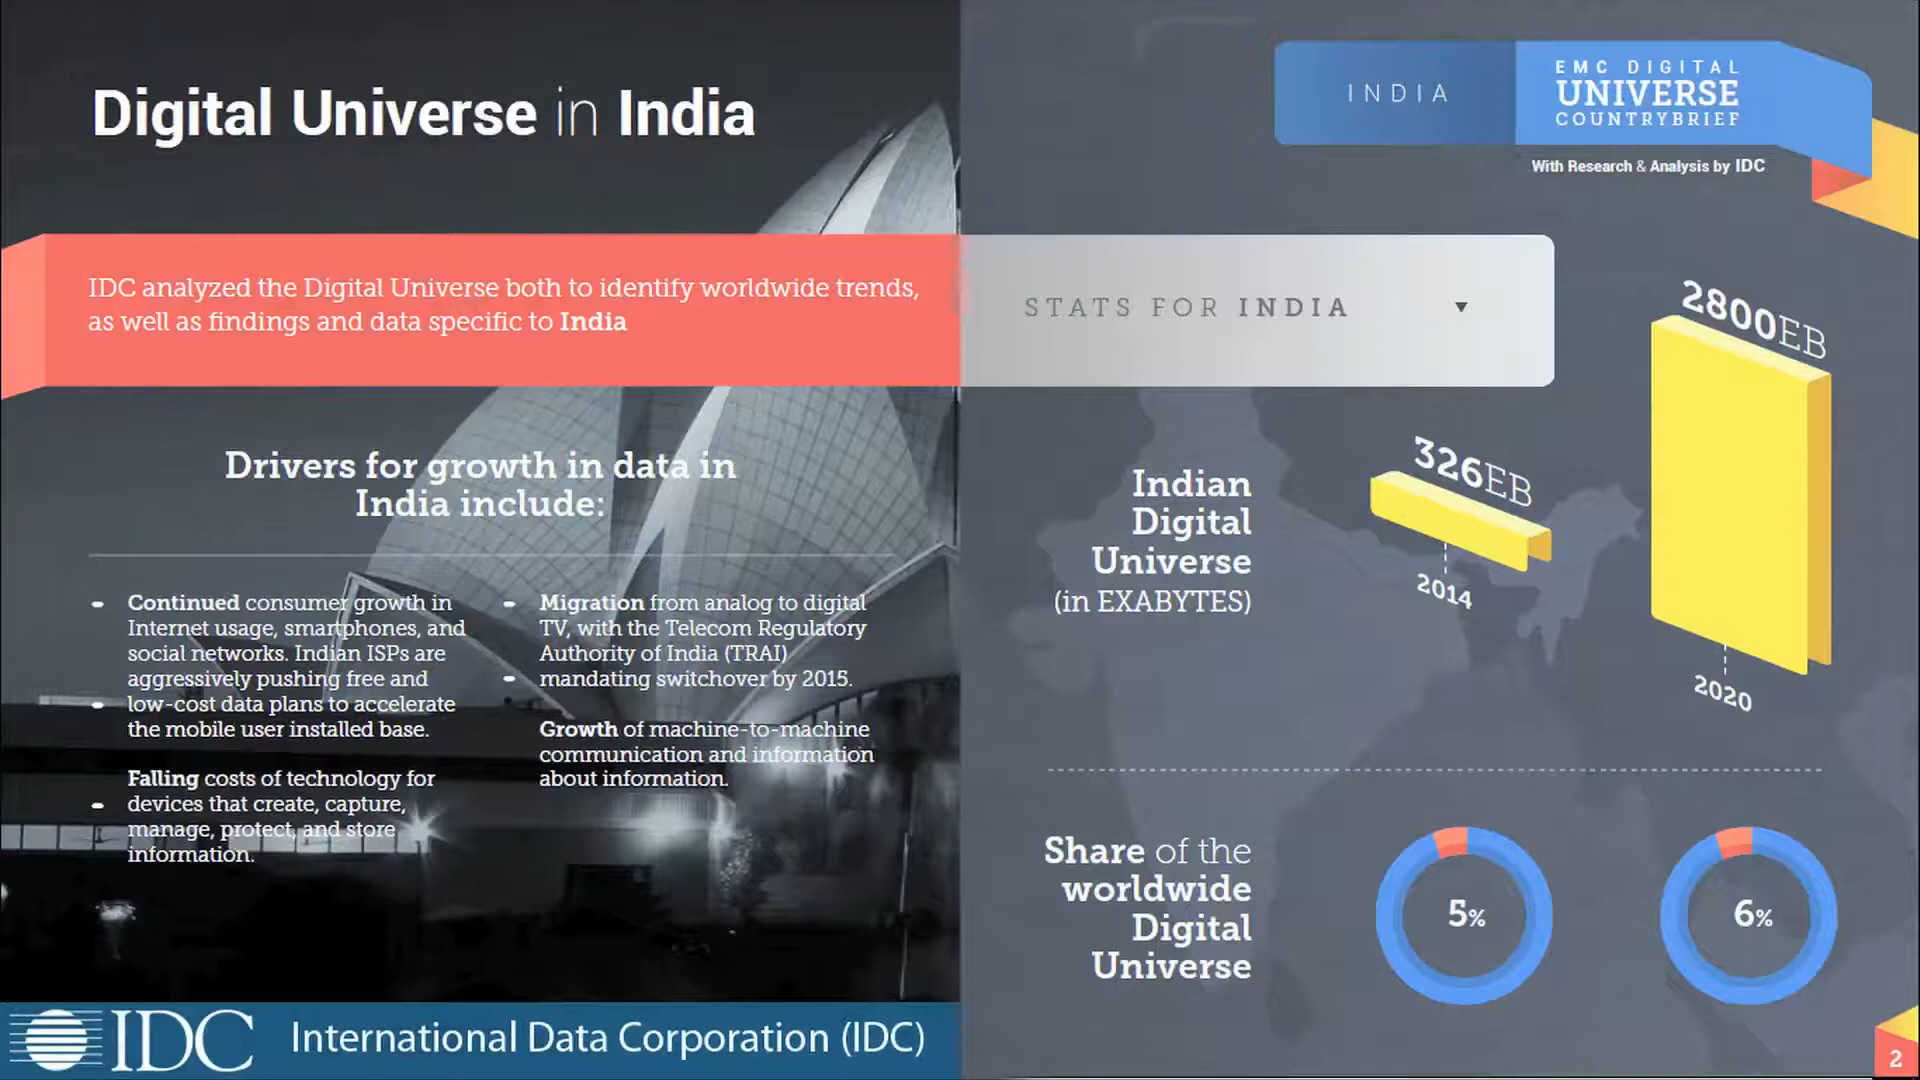 Digital Universe in India
IDC analyzed the Digital Universe both to identify worldwide trends,
as well as findings and data specific to India
Drivers for growth in data in
India include:
- Continued consumer growth in
Internet usage, smartphones, and
social networks. Indian ISPs are
aggressively pushing free and
- low-cost data plans to accelerate
the mobile user installed base.
Falling costs of technology for
- devices that create, capture,
manage, protect, and store
information.
- Migration from analog to digital
TV, with the Telecom Regulatory
Authority of India (TRAI)
- mandating switchover by 2015.
Growth of machine-to-machine
communication and information
about information.
IDC
International Data Corporation (IDC)
INDIA
EMC DIGITAL
UNIVERSE
COUNTRYBRIEF
With Research & Analysis by IDC
STATS FOR INDIA
Indian
Digital
Universe
(in EXABYTES)
326EB
2014
2800EB
2020
Share of the
worldwide
Digital
Universe
5%
6%
2